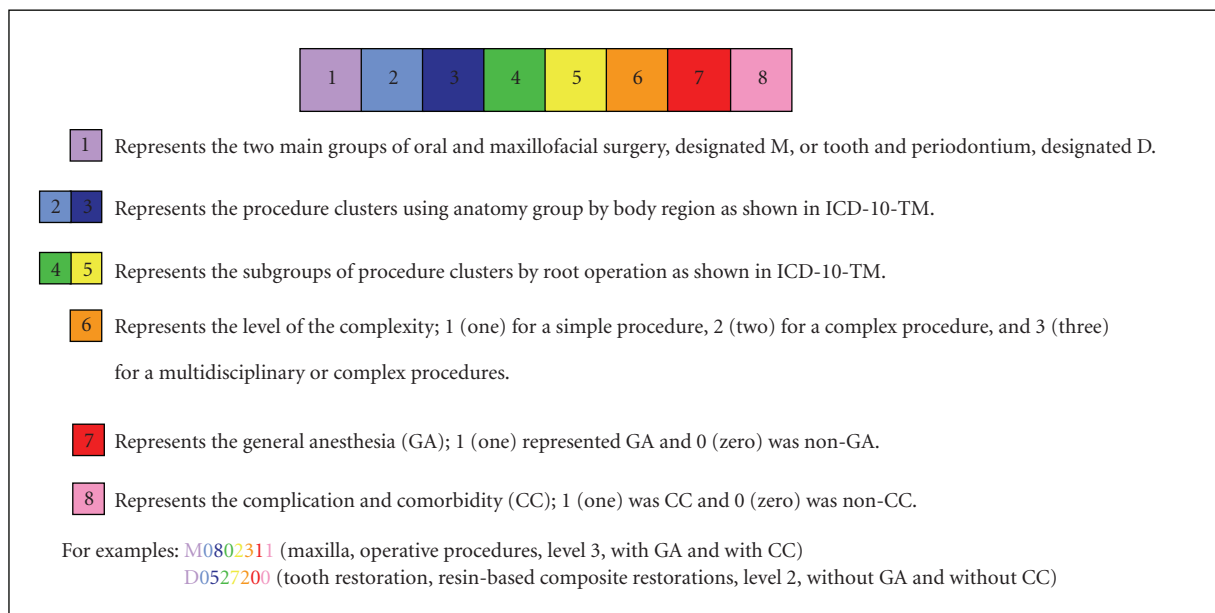 1 2 3 4 5 6 7 8
1 Represents the two main groups of oral and maxillofacial surgery, designated M, or tooth and periodontium, designated D.
2 3 Represents the procedure clusters using anatomy group by body region as shown in ICD-10-TM.
4 5 Represents the subgroups of procedure clusters by root operation as shown in ICD-10-TM.
6 Represents the level of the complexity; 1 (one) for a simple procedure, 2 (two) for a complex procedure, and 3 (three)
for a multidisciplinary or complex procedures.
7 Represents the general anesthesia (GA); 1 (one) represented GA and 0 (zero) was non-GA.
8 Represents the complication and comorbidity (CC); 1 (one) was CC and 0 (zero) was non-CC.
For examples: M0802311 (maxilla, operative procedures, level 3, with GA and with CC)
D0527200 (tooth restoration, resin-based composite restorations, level 2, without GA and without CC)